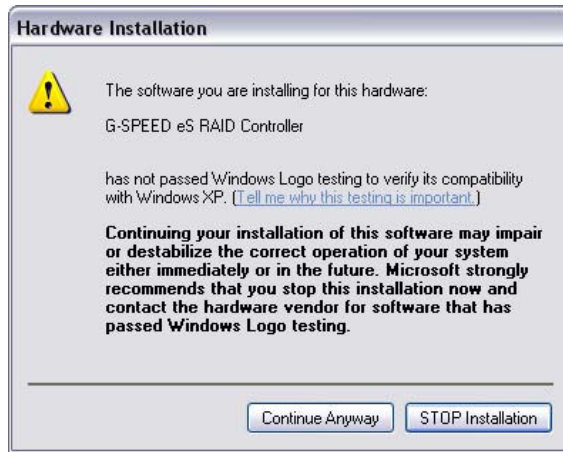 Hardware Installation
The software you are installing for this hardware:
G-SPEED eS RAID Controller
has not passed Windows Logo testing to verify its compatibility
with Windows XP. (Tell me why this testing is important.)
Continuing your installation of this software may impair
or destabilize the correct operation of your system
either immediately or in the future. Microsoft strongly
recommends that you stop this installation now and
contact the hardware vendor for software that has
passed Windows Logo testing.
Continue Anyway
STOP Installation